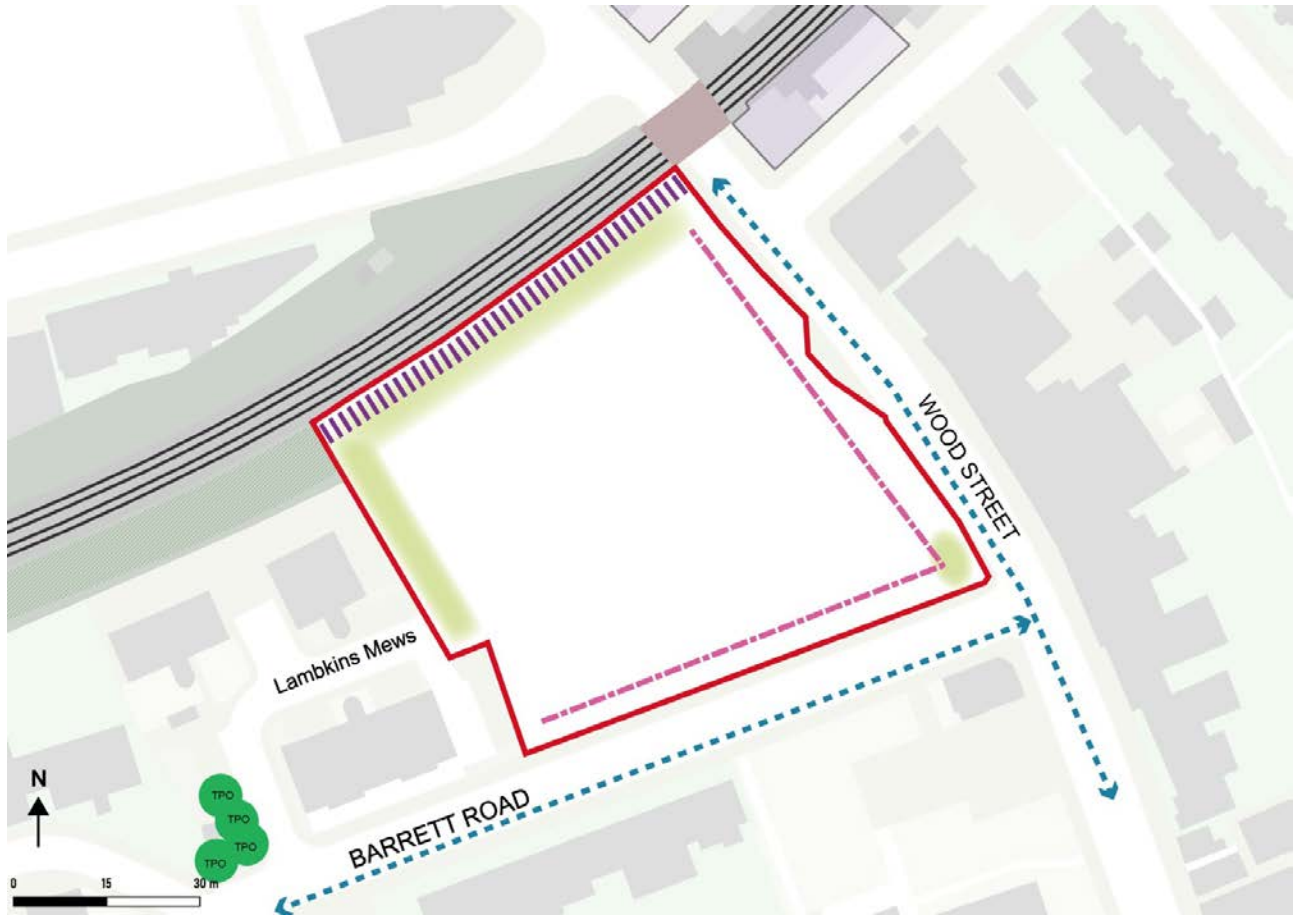 WOOD STREET
Lambkins Mews
BARRETT ROAD
N
TPO
TPO
TPO
TPO
0 15 30 m